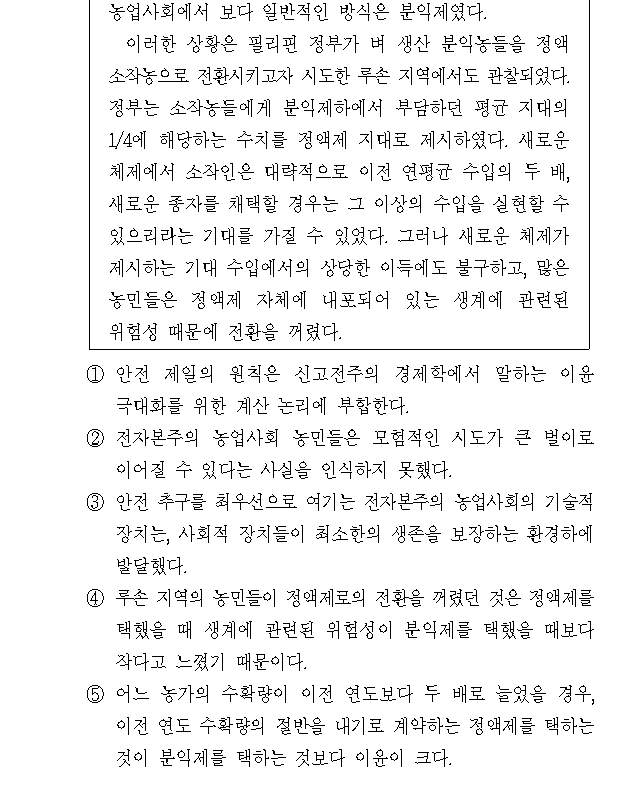 농업사회에서 보다 일반적인 방식은 분익제였다.
이러한 상황은 필리핀 정부가 벼 생산 분익농들을 정액
소작농으로 전환시키고자 시도한 루손 지역에서도 관찰되었다.
정부는 소작농들에게 분익제하에서 부담하던 평균 지대의
1/4에 해당하는 수치를 정액제 지대로 제시하였다. 새로운
체제에서 소작인은 대략적으로 이전 연평균 수입의 두 배,
새로운 종자를 채택할 경우는 그 이상의 수입을 실현할 수
있으리라는 기대를 가질 수 있었다. 그러나 새로운 체제가
제시하는 기대 수입에서의 상당한 이득에도 불구하고, 많은
농민들은 정액제 자체에 내포되어 있는 생계에 관련된
위험성 때문에 전환을 꺼렸다.
① 안전 제일의 원칙은 신고전주의 경제학에서 말하는 이윤
극대화를 위한 계산 논리에 부합한다.
② 전자본주의 농업사회 농민들은 모험적인 시도가 큰 벌이로
이어질 수 있다는 사실을 인식하지 못했다.
③ 안전 추구를 최우선으로 여기는 전자본주의 농업사회의 기술적
장치는, 사회적 장치들이 최소한의 생존을 보장하는 환경하에
발달했다.
④ 루손 지역의 농민들이 정액제로의 전환을 꺼렸던 것은 정액제를
택했을 때 생계에 관련된 위험성이 분익제를 택했을 때보다
작다고 느꼈기 때문이다.
⑤ 어느 농가의 수확량이 이전 연도보다 두 배로 늘었을 경우,
이전 연도 수확량의 절반을 내기로 계약하는 정액제를 택하는
것이 분익제를 택하는 것보다 이윤이 크다.